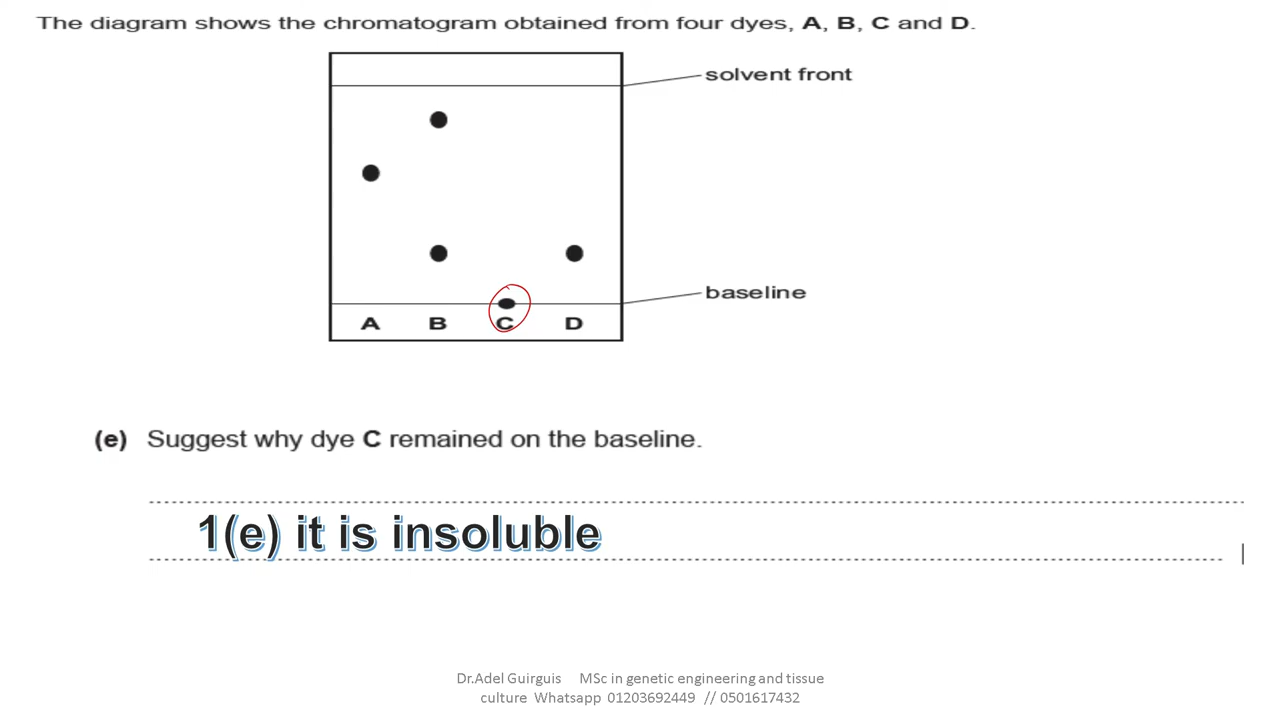 The diagram shows the chromatogram obtained from four dyes, A, B, C and D.
solvent front
baseline
A B C D
(e) Suggest why dye C remained on the baseline.
1(e) it is insoluble
Dr.Adel Guirguis MSc in genetic engineering and tissue
culture Whatsapp 01203692449 // 0501617432